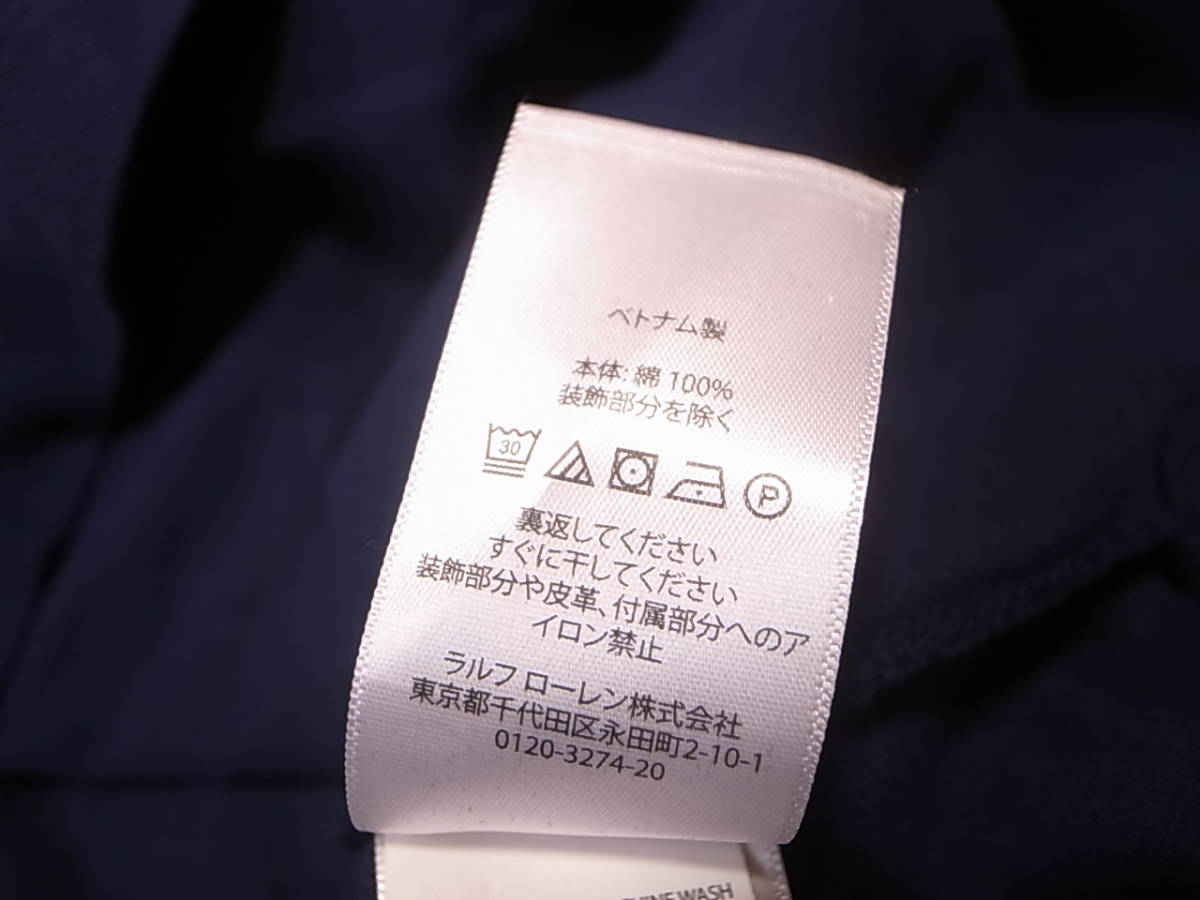 ベトナム製
本体: 綿 100%
装飾部分を除く
30 P
裏返してください
すぐに干してください
装飾部分や皮革、付属部分へのア
イロン禁止
ラルフ ローレン株式会社
東京都千代田区永田町2-10-1
0120-3274-20
WASH